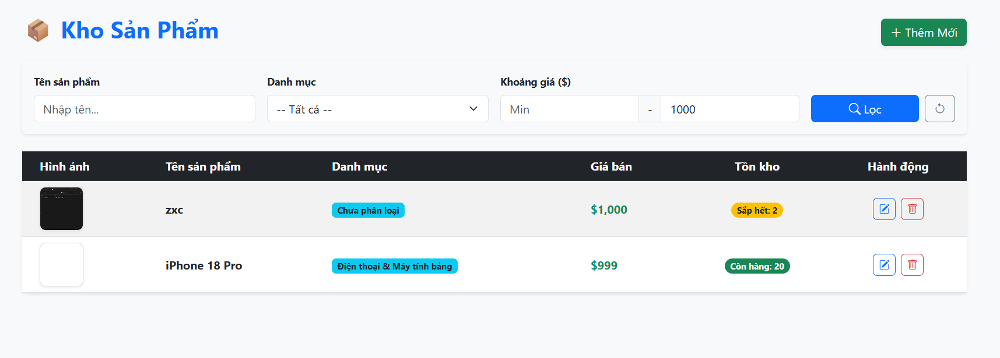 Kho Sản Phẩm
Thêm Mới
Tên sản phẩm Danh mục Khoảng giá ($)
Nhập tên... -- Tất cả -- Min - 1000 Lọc
Hình ảnh Tên sản phẩm Danh mục Giá bán Tồn kho Hành động
zxc Chưa phân loại $1,000 Sắp hết: 2
iPhone 18 Pro Điện thoại & Máy tính bảng $999 Còn hàng: 20